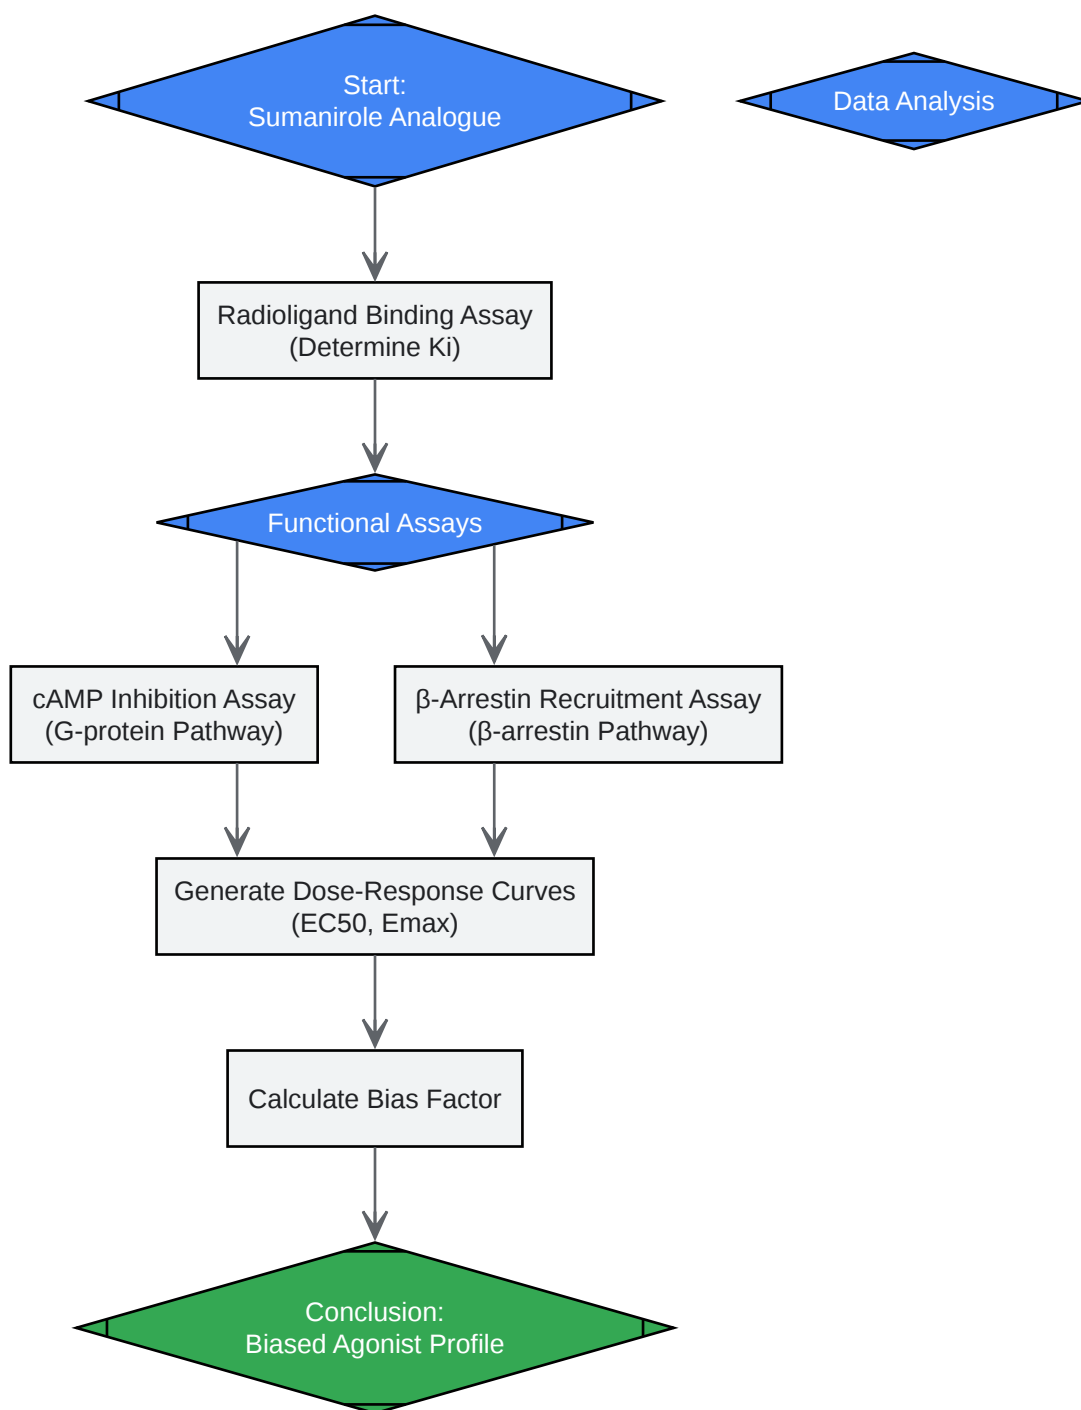 Start:
Sumanirole Analogue
Data Analysis
Radioligand Binding Assay
(Determine Ki)
Functional Assays
cAMP Inhibition Assay
(G-protein Pathway)
β-Arrestin Recruitment Assay
(β-arrestin Pathway)
Generate Dose-Response Curves
(EC50, Emax)
Calculate Bias Factor
Conclusion:
Biased Agonist Profile